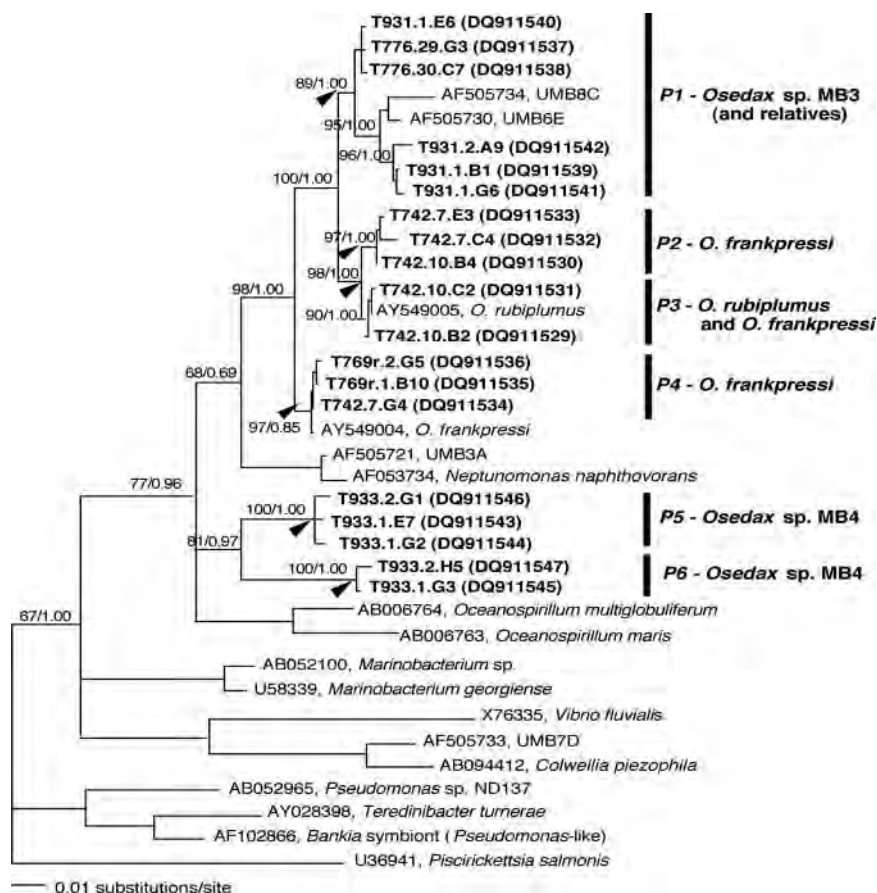 T931.1.E6 (DQ911540)
T776.29.G3 (DQ911537)
T776.30.C7 (DQ911538)
89/1.00
P1 - Osedax sp. MB3
(and relatives)
AF505734, UMB8C
AF505730, UMB6E
95/1.00
T931.2.A9 (DQ911542)
96/1.00
T931.1.B1 (DQ911539)
T931.1.G6 (DQ911541)
100/1.00
T742.7.E3 (DQ911533)
97/1.00
T742.7.C4 (DQ911532)
P2 - O. frankpressi
T742.10.B4 (DQ911530)
98/1.00
T742.10.C2 (DQ911531)
90/1.00
AY549005, O. rubiplumus
P3 - O. rubiplumus
and O. frankpressi
T742.10.B2 (DQ911529)
98/1.00
T769r.2.G5 (DQ911536)
T769r.1.B10 (DQ911535)
P4 - O. frankpressi
68/0.69
T742.7.G4 (DQ911534)
97/0.85
AY549004, O. frankpressi
AF505721, UMB3A
AF053734, Neptunomonas naphthovorans
77/0.96
T933.2.G1 (DQ911546)
100/1.00
T933.1.E7 (DQ911543)
P5 - Osedax sp. MB4
T933.1.G2 (DQ911544)
81/0.97
T933.2.H5 (DQ911547)
100/1.00
P6 - Osedax sp. MB4
T933.1.G3 (DQ911545)
AB006764, Oceanospirillum multiglobuliferum
67/1.00
AB006763, Oceanospirillum maris
AB052100, Marinobacterium sp.
U58339, Marinobacterium georgiense
X76335, Vibrio fluvialis
AF505733, UMB7D
AB094412, Colwellia piezophila
AB052965, Pseudomonas sp. ND137
AY028398, Teredinibacter turnerae
AF102866, Bankia symbiont (Pseudomonas-like)
U36941, Piscirickettsia salmonis
0.01 substitutions/site